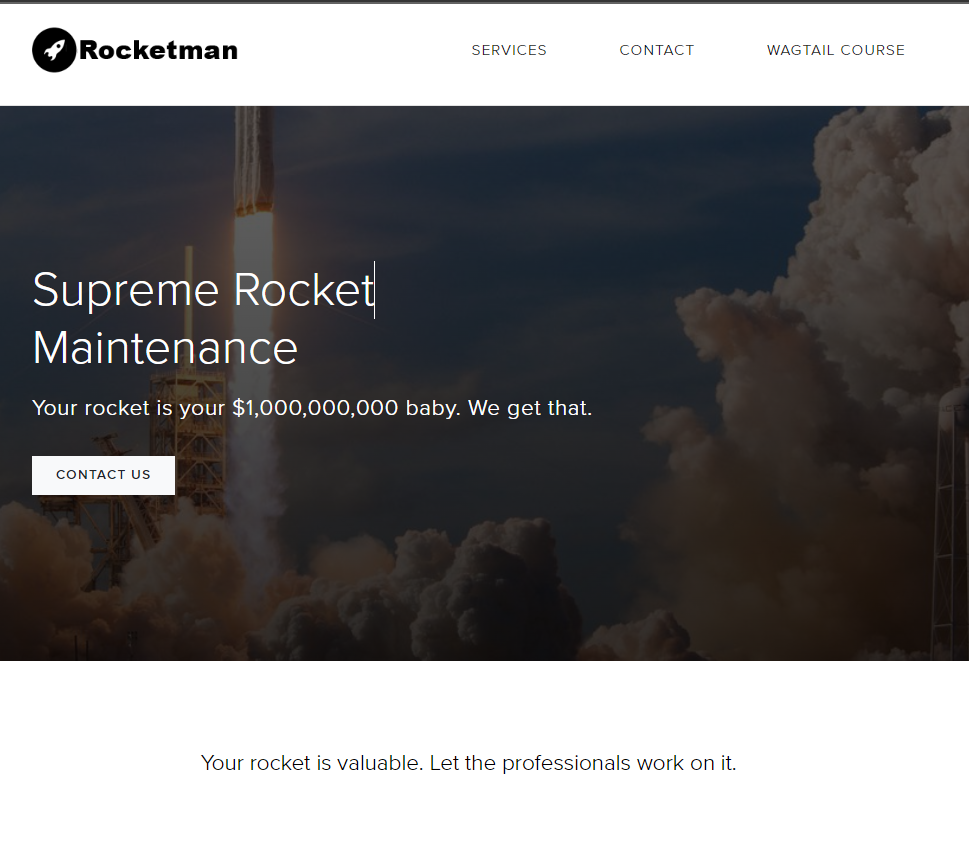 Rocketman
SERVICES
CONTACT
WAGTAIL COURSE
Supreme Rocket
Maintenance
Your rocket is your $1,000,000,000 baby. We get that.
CONTACT US
Your rocket is valuable. Let the professionals work on it.